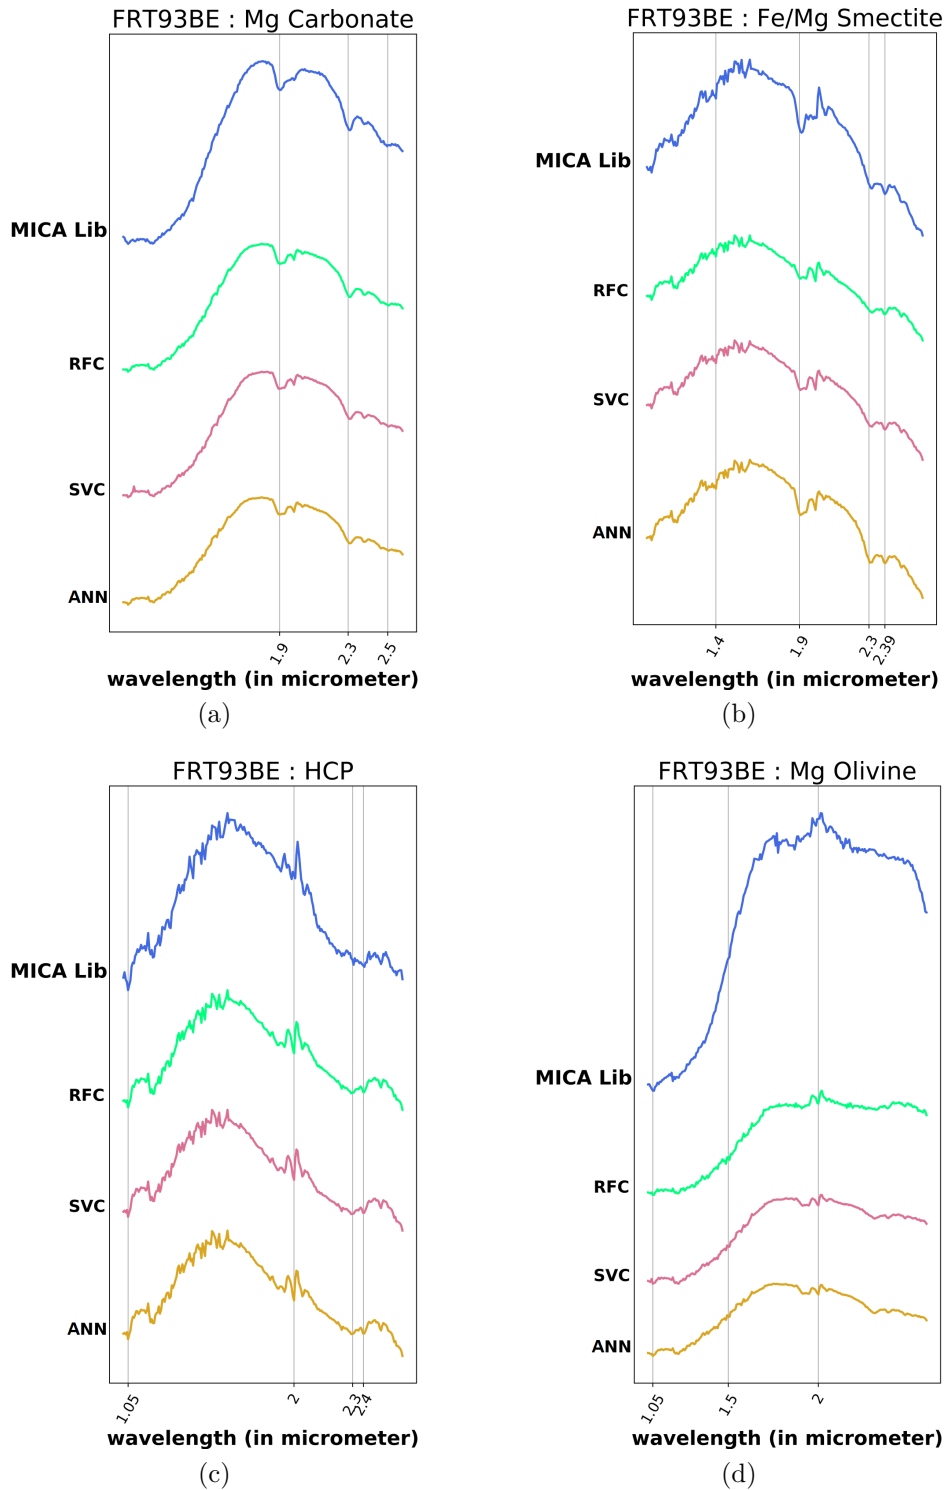 FRT93BE : Mg Carbonate
MICA Lib
RFC
SVC
ANN
1.9
2.3
2.5
wavelength (in micrometer)
(a)
FRT93BE : Fe/Mg Smectite
MICA Lib
RFC
SVC
ANN
1.4
1.9
2.3
2.39
wavelength (in micrometer)
(b)
FRT93BE : HCP
MICA Lib
RFC
SVC
ANN
1.05
2
2.3
2.4
wavelength (in micrometer)
(c)
FRT93BE : Mg Olivine
MICA Lib
RFC
SVC
ANN
1.05
1.5
2
wavelength (in micrometer)
(d)